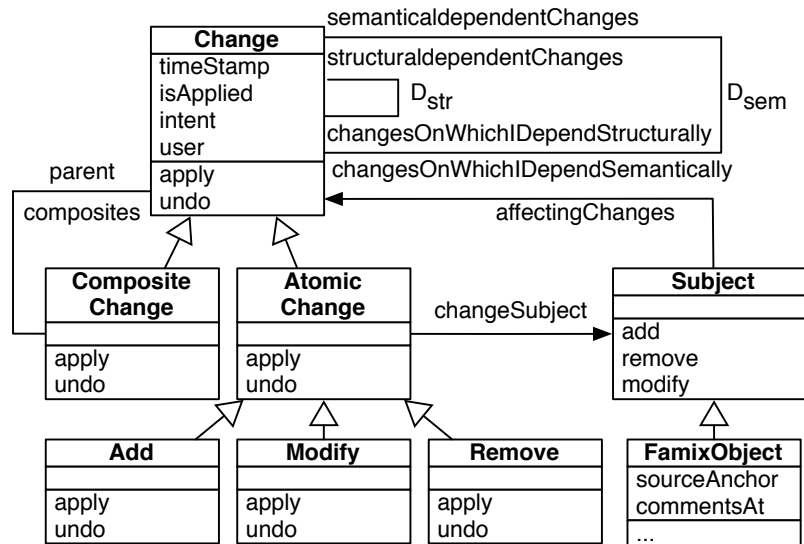 semanticaldependentChanges
Change
structuraldependentChanges
timeStamp
isApplied
intent
user
D_str
D_sem
changesOnWhichIDependStructurally
changesOnWhichIDependSemantically
apply
undo
parent
composites
affectingChanges
Composite
Change
apply
undo
Atomic
Change
apply
undo
changeSubject
Subject
add
remove
modify
Add
apply
undo
Modify
apply
undo
Remove
apply
undo
FamixObject
sourceAnchor
commentsAt
...